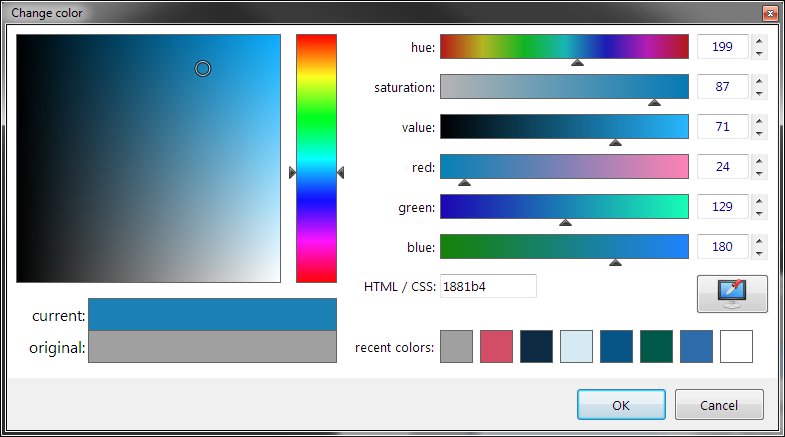 Change color
hue: 199
saturation: 87
value: 71
red: 24
green: 129
blue: 180
HTML / CSS: 1881b4
current:
original:
recent colors:
OK Cancel